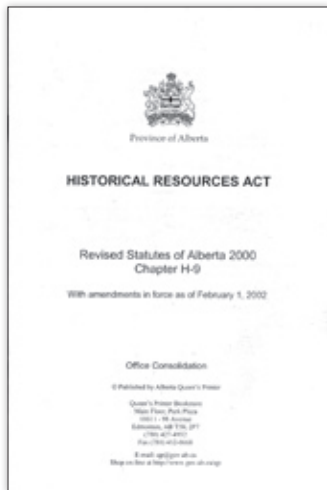 Province of Alberta
HISTORICAL RESOURCES ACT
Revised Statutes of Alberta 2000
Chapter H-9
With amendments in force as of February 1, 2002
Office Consolidation
© Published by Alberta Queen's Printer
Queen's Printer Bookstore
Main Floor, Park Plaza
Avenue
Edmonton, AB
Fax
E-mail:
Shop on line at